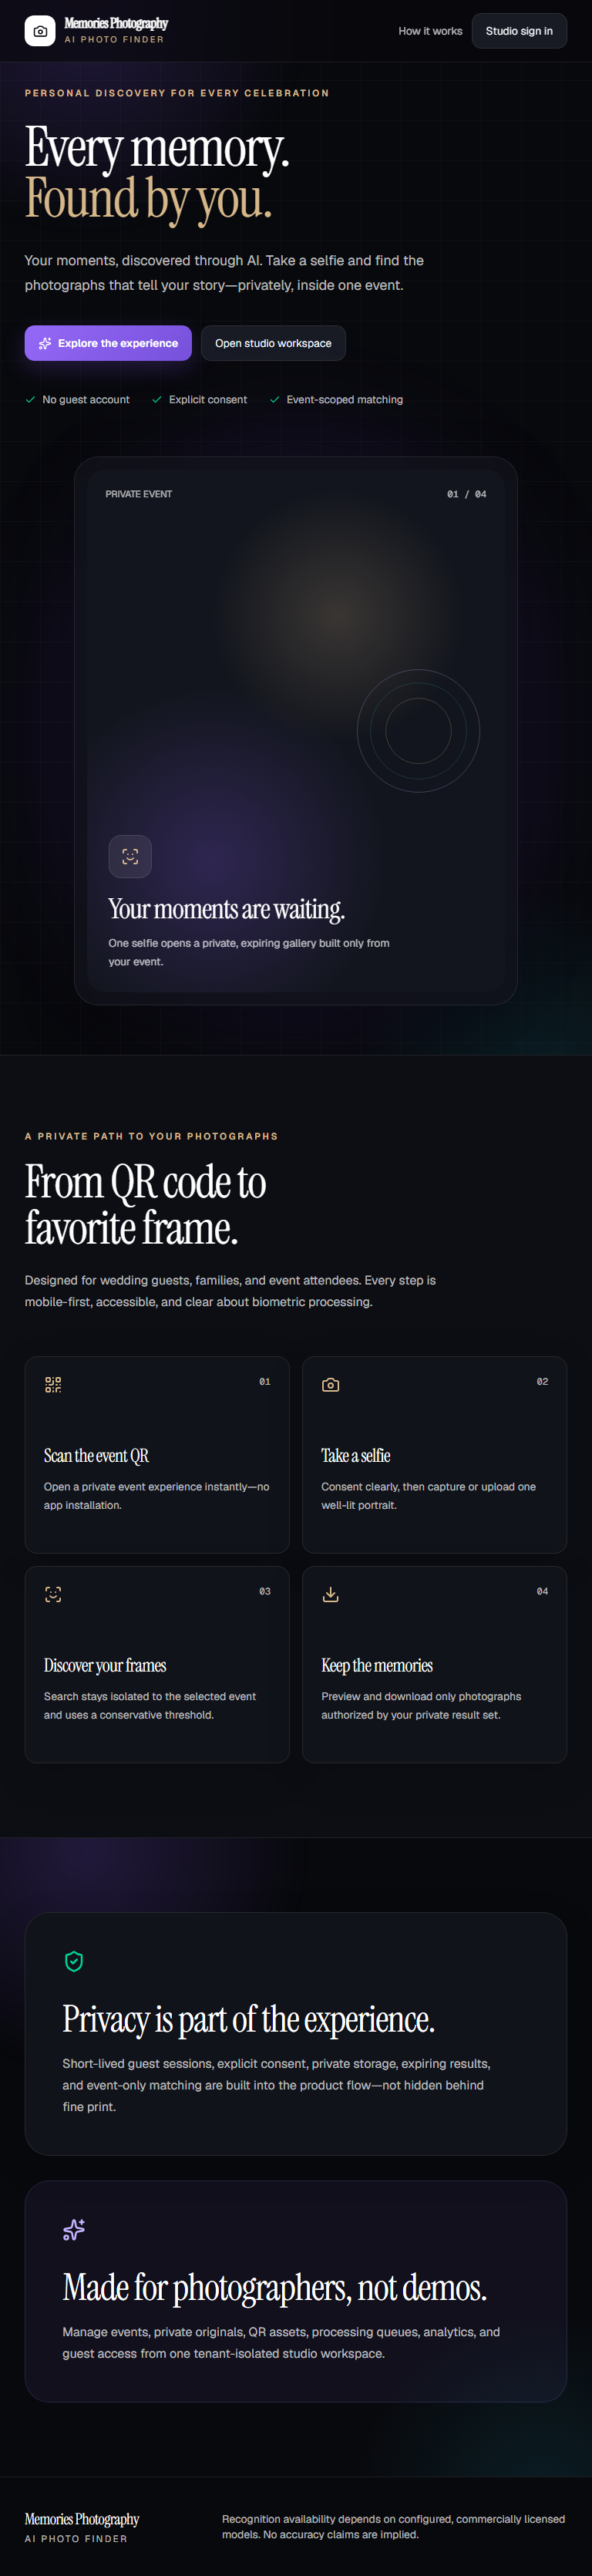 Memories Photography
AI PHOTO FINDER
How it works
Studio sign in
PERSONAL DISCOVERY FOR EVERY CELEBRATION
Every memory.
Found by you.
Your moments, discovered through AI. Take a selfie and find the
photographs that tell your story—privately, inside one event.
Explore the experience
Open studio workspace
No guest account
Explicit consent
Event-scoped matching
PRIVATE EVENT
01 / 04
Your moments are waiting.
One selfie opens a private, expiring gallery built only from
your event.
A PRIVATE PATH TO YOUR PHOTOGRAPHS
From QR code to
favorite frame.
Designed for wedding guests, families, and event attendees. Every step is
mobile-first, accessible, and clear about biometric processing.
01
Scan the event QR
Open a private event experience instantly—no
app installation.
02
Take a selfie
Consent clearly, then capture or upload one
well-lit portrait.
03
Discover your frames
Search stays isolated to the selected event
and uses a conservative threshold.
04
Keep the memories
Preview and download only photographs
authorized by your private result set.
Privacy is part of the experience.
Short-lived guest sessions, explicit consent, private storage, expiring results,
and event-only matching are built into the product flow—not hidden behind
fine print.
Made for photographers, not demos.
Manage events, private originals, QR assets, processing queues, analytics, and
guest access from one tenant-isolated studio workspace.
Memories Photography
AI PHOTO FINDER
Recognition availability depends on configured, commercially licensed
models. No accuracy claims are implied.